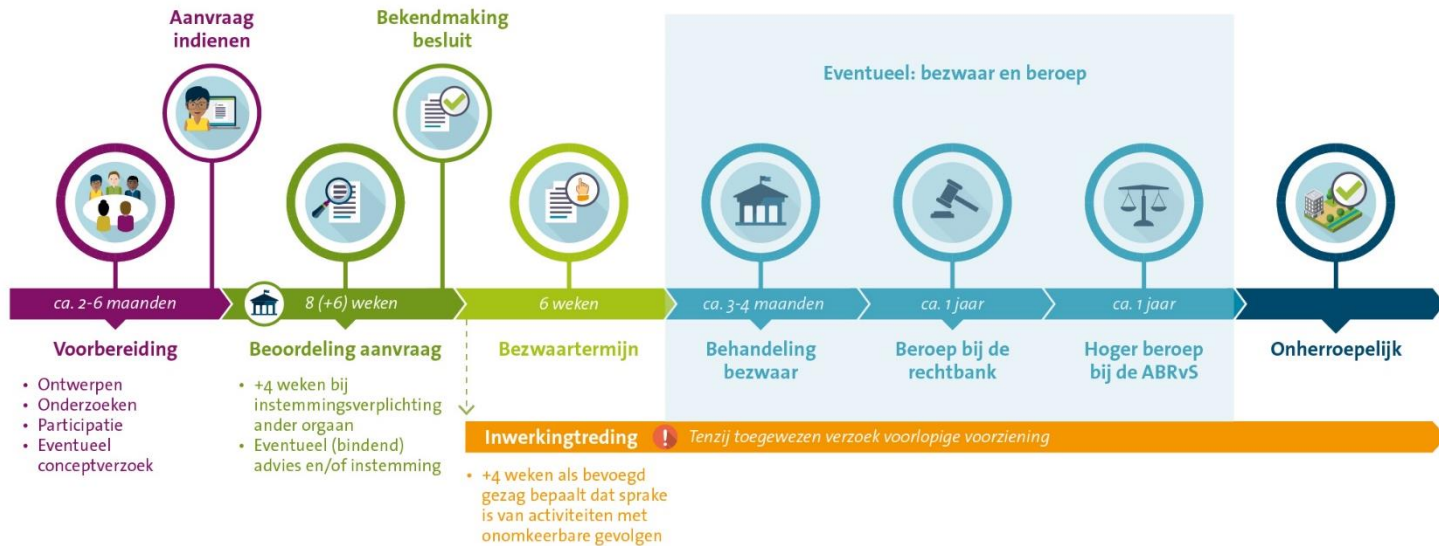 Aanvraag
indienen
Bekendmaking
besluit
Eventueel: bezwaar en beroep
ca. 2-6 maanden
8 (+6) weken
6 weken
ca. 3-4 maanden
ca. 1 jaar
ca. 1 jaar
Voorbereiding
• Ontwerpen
• Onderzoeken
• Participatie
• Eventueel
conceptverzoek
Beoordeling aanvraag
• +4 weken bij
instemmingsverplichting
ander orgaan
• Eventueel (bindend)
advies en/of instemming
Bezwaartermijn
Behandeling
bezwaar
Beroep bij de
rechtbank
Hoger beroep
bij de ABRvS
Onherroepelijk
Inwerkingtreding ! Tenzij toegewezen verzoek voorlopige voorziening
• +4 weken als bevoegd
gezag bepaalt dat sprake
is van activiteiten met
onomkeerbare gevolgen